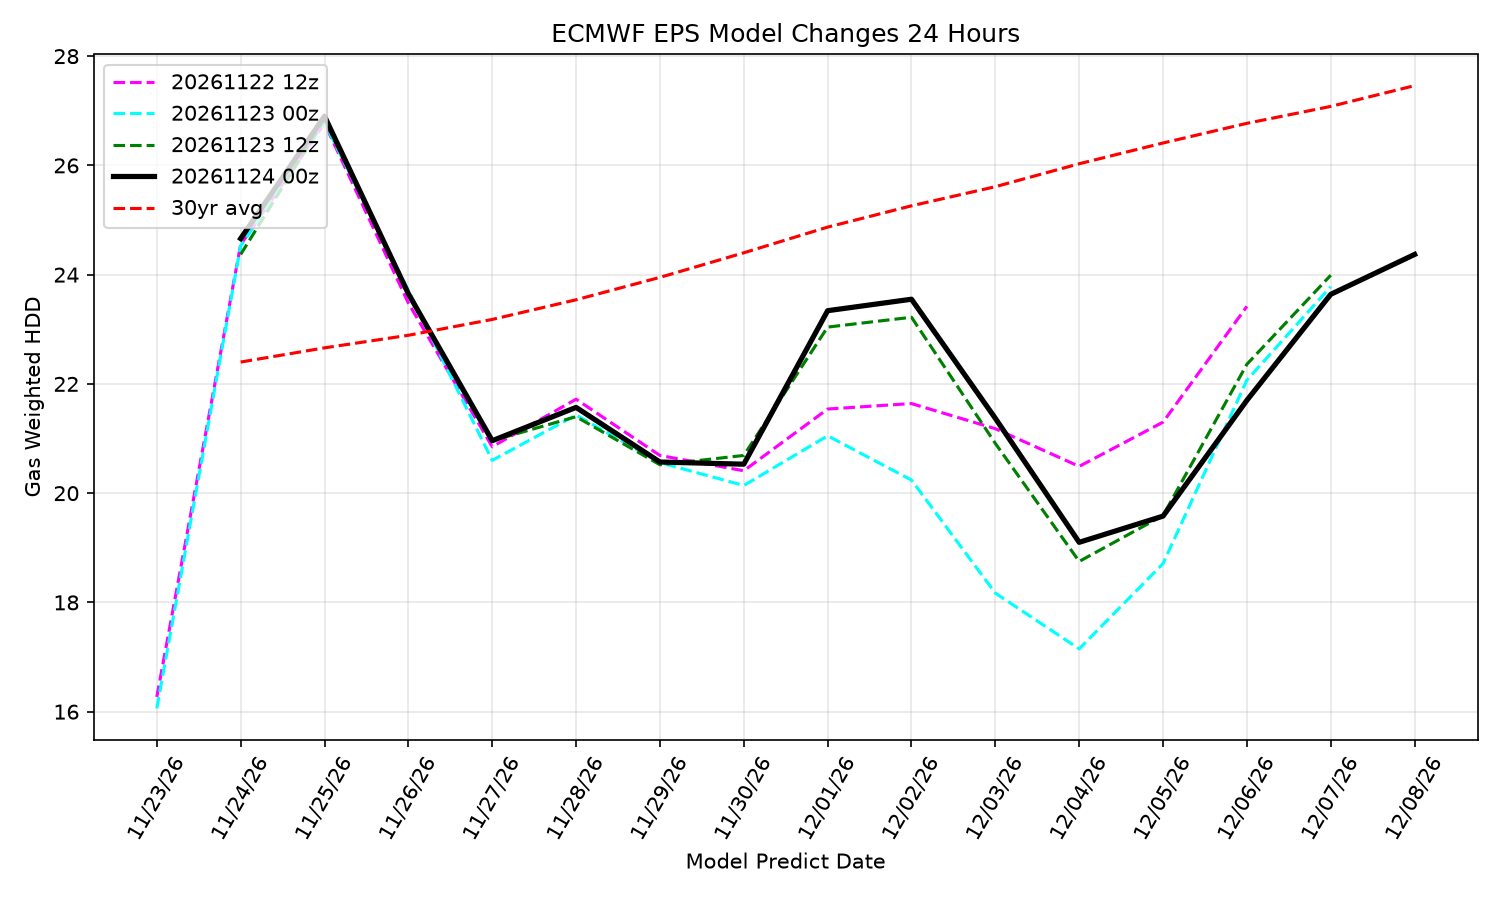 ECMWF EPS Model Changes 24 Hours
28
26
24
22
20
18
16
Gas Weighted HDD
20261122 12z
20261123 00z
20261123 12z
20261124 00z
30yr avg
11/23/26
11/24/26
11/25/26
11/26/26
11/27/26
11/28/26
11/29/26
11/30/26
12/01/26
12/02/26
12/03/26
12/04/26
12/05/26
12/06/26
12/07/26
12/08/26
Model Predict Date